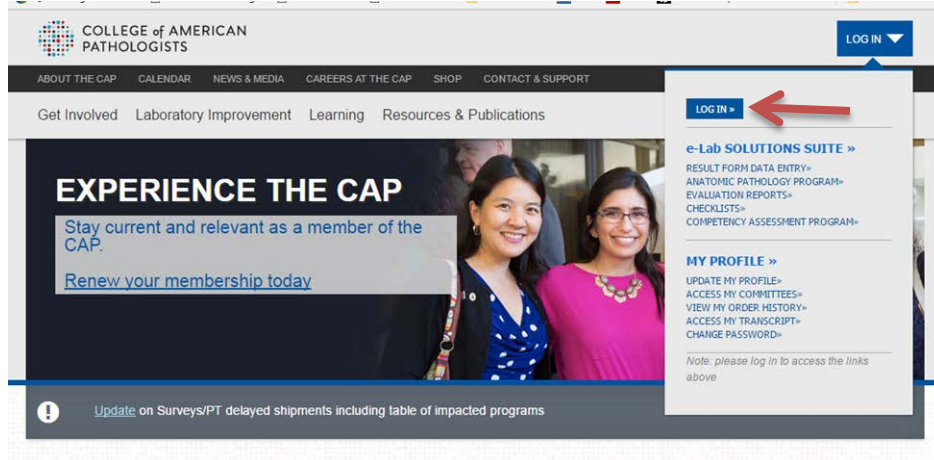 COLLEGE of AMERICAN
PATHOLOGISTS
LOG IN
ABOUT THE CAP CALENDAR NEWS & MEDIA CAREERS AT THE CAP SHOP CONTACT & SUPPORT
Get Involved Laboratory Improvement Learning Resources & Publications
LOG IN »
e-Lab SOLUTIONS SUITE »
RESULT FORM DATA ENTRY»
ANATOMIC PATHOLOGY PROGRAM»
EVALUATION REPORTS»
CHECKLISTS»
COMPETENCY ASSESSMENT PROGRAM»
MY PROFILE »
UPDATE MY PROFILE»
ACCESS MY COMMITTEES»
VIEW MY ORDER HISTORY»
ACCESS MY TRANSCRIPT»
CHANGE PASSWORD»
Note: please log in to access the links
above
EXPERIENCE THE CAP
Stay current and relevant as a member of the
CAP.
Renew your membership today
! Update on Surveys/PT delayed shipments including table of impacted programs